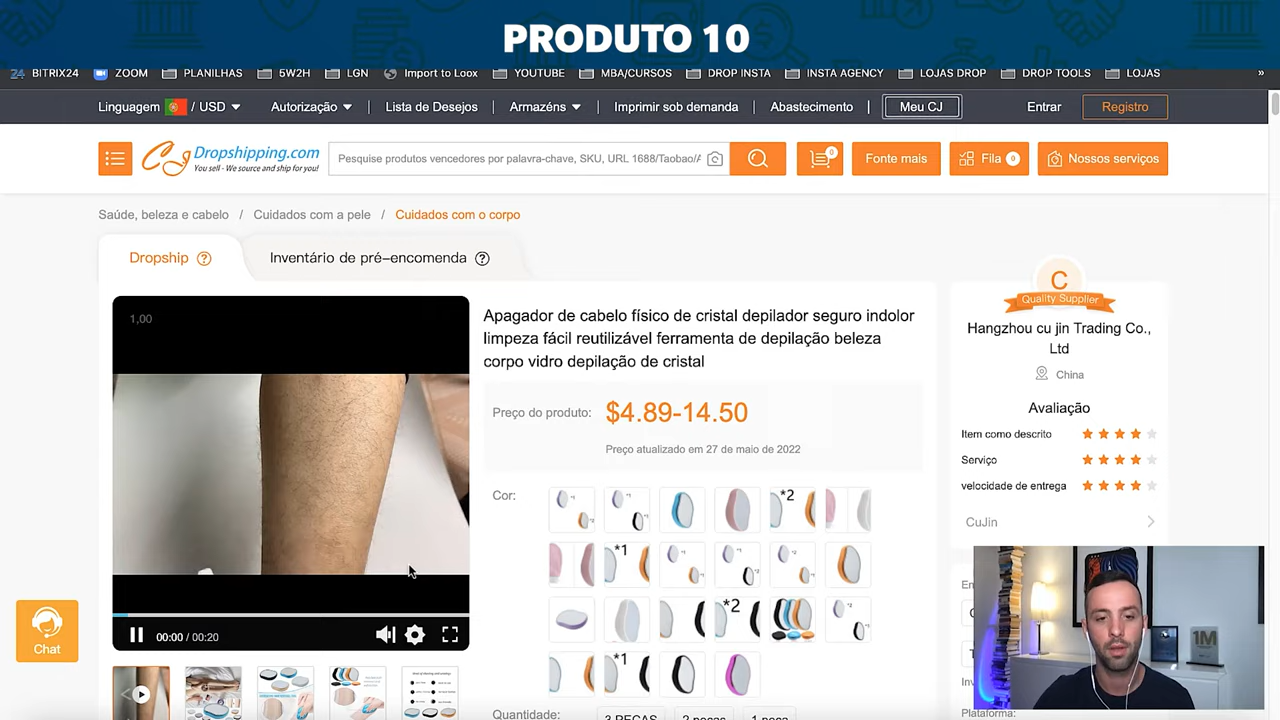 PRODUTO 10
BITRIX24 ZOOM PLANILHAS 5W2H LGN Import to Loox YOUTUBE MBA/CURSOS DROP INSTA INSTA AGENCY LOJAS DROP DROP TOOLS LOJAS »
Linguagem / USD Autorização Lista de Desejos Armazéns Imprimir sob demanda Abastecimento Meu CJ Entrar Registro
CJ Dropshipping.com
You sell - We source and ship for you!
Pesquise produtos vencedores por palavra-chave, SKU, URL 1688/Taobao/A
0
Fonte mais
Fila 0
Nossos serviços
Saúde, beleza e cabelo / Cuidados com a pele / Cuidados com o corpo
Dropship ?
Inventário de pré-encomenda ?
1,00
00:00 / 00:20
Apagador de cabelo físico de cristal depilador seguro indolor
limpeza fácil reutilizável ferramenta de depilação beleza
corpo vidro depilação de cristal
Preço do produto: $4.89-14.50
Preço atualizado em 27 de maio de 2022
Cor:
*2
*1
*2
*1
Quantidade: 3 PEÇAS 2 peças 1 peça
C
Quality Supplier
Hangzhou cu jin Trading Co.,
Ltd
China
Avaliação
Item como descrito
Serviço
velocidade de entrega
CuJin
Plataforma:
1M
Chat